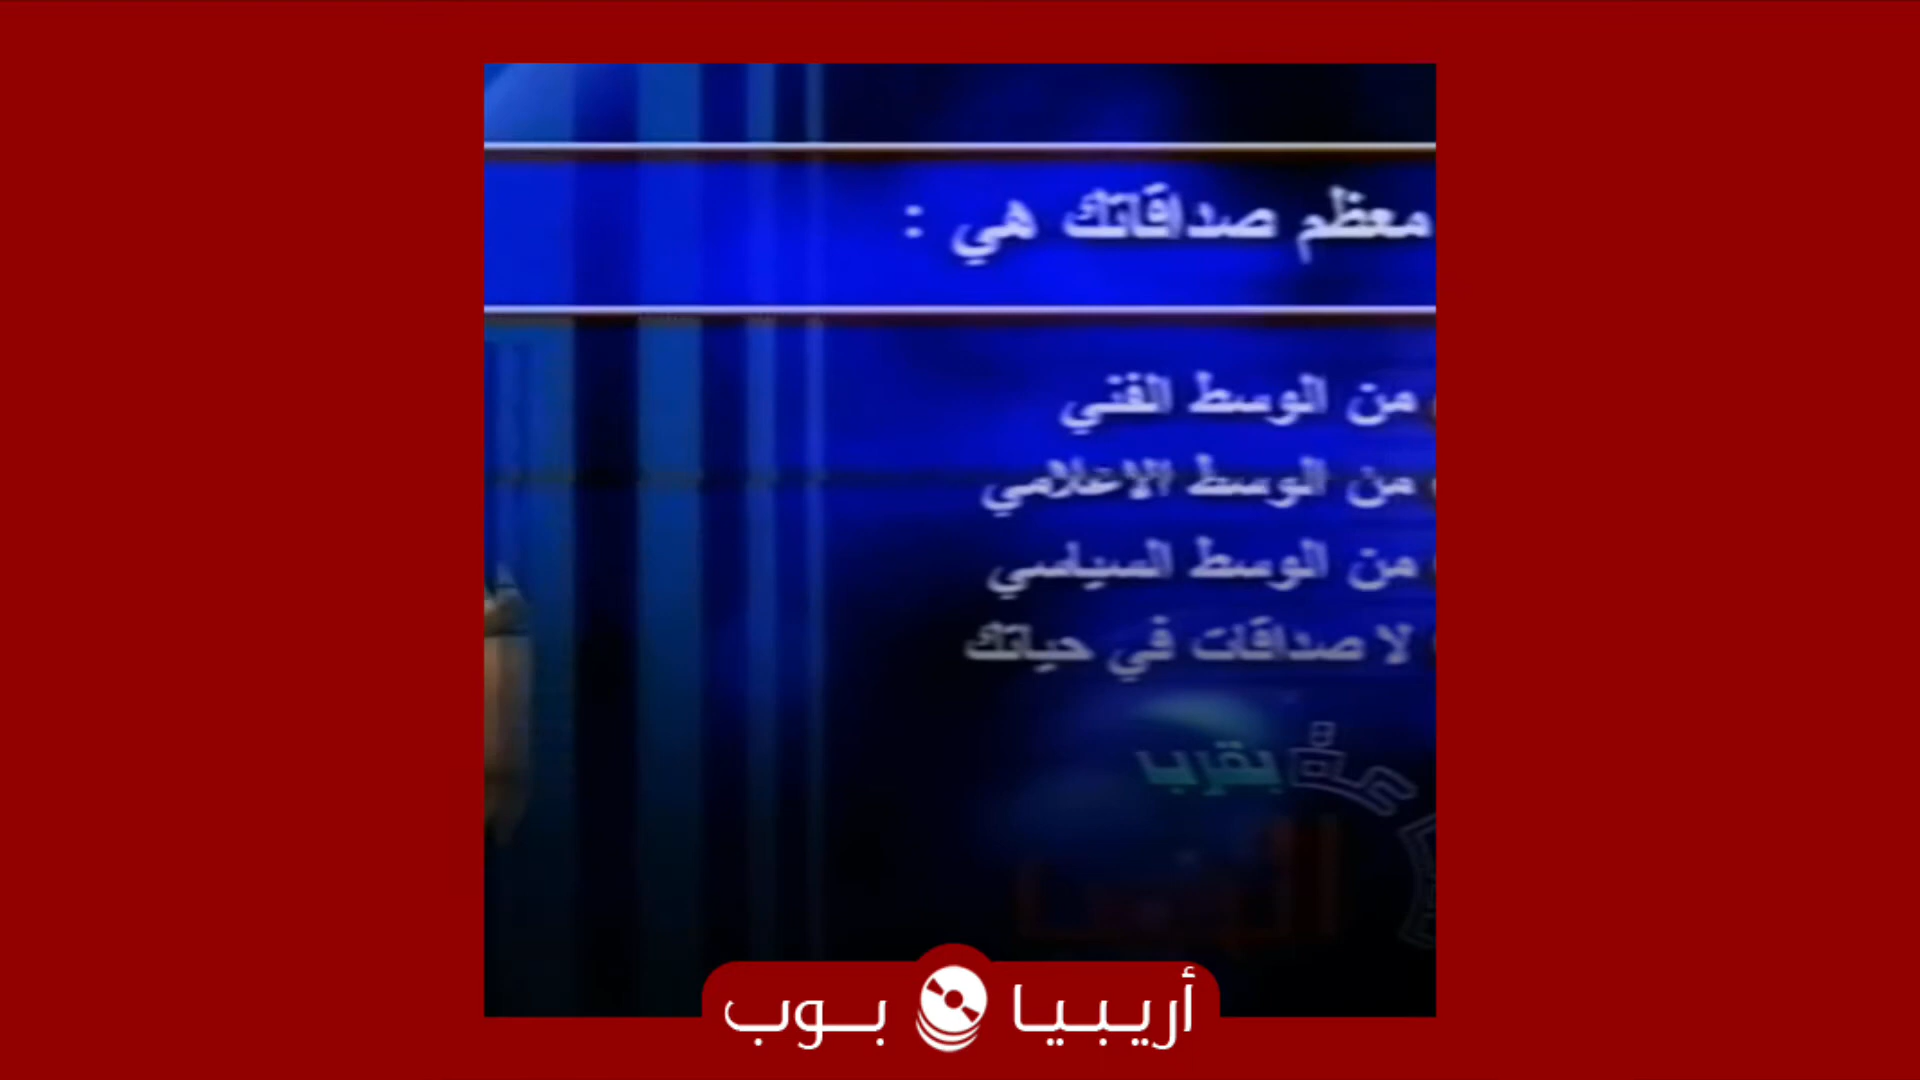 معظم صداقاتك هي :
من الوسط الفني
من الوسط الاعلامي
من الوسط السياسي
لا صداقات في حياتك
بقرب
أريبيا بوب